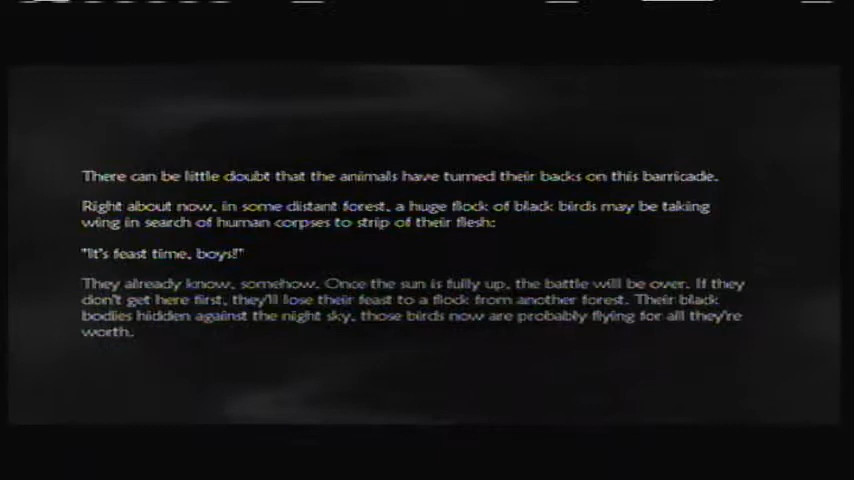 There can be little doubt that the animals have turned their backs on this barricade.
Right about now, in some distant forest, a huge flock of black birds may be taking
wing in search of human corpses to strip of their flesh:
"It's feast time, boys!"
They already know, somehow. Once the sun is fully up, the battle will be over. If they
don't get here first, they'll lose their feast to a flock from another forest. Their black
bodies hidden against the night sky, those birds now are probably flying for all they're
worth.